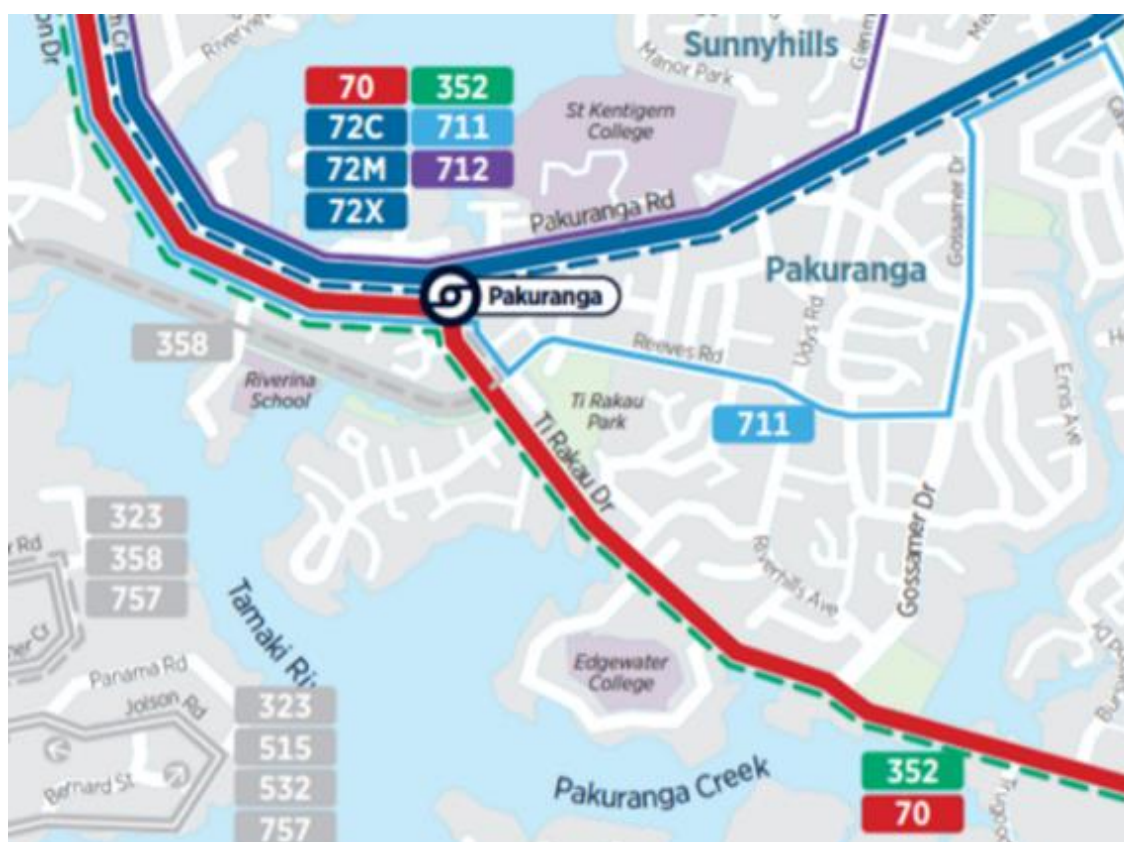 Sunnyhills
Manor Park
70
352
72C
711
72M
712
72X
St Kentigern
College
Pakuranga Rd
Pakuranga
Gossamer Dr
Pakuranga
358
Reeves Rd
Udys Rd
Riverina
School
Ti Rakau
Park
711
Ennis Ave
Ti Rakau Dr
323
358
757
Rd
Gossamer Dr
Riverhills Ave
Tamaki
Edgewater
College
Panama Rd
Jolson Rd
323
515
532
757
Bernard St
Pakuranga Creek
352
70